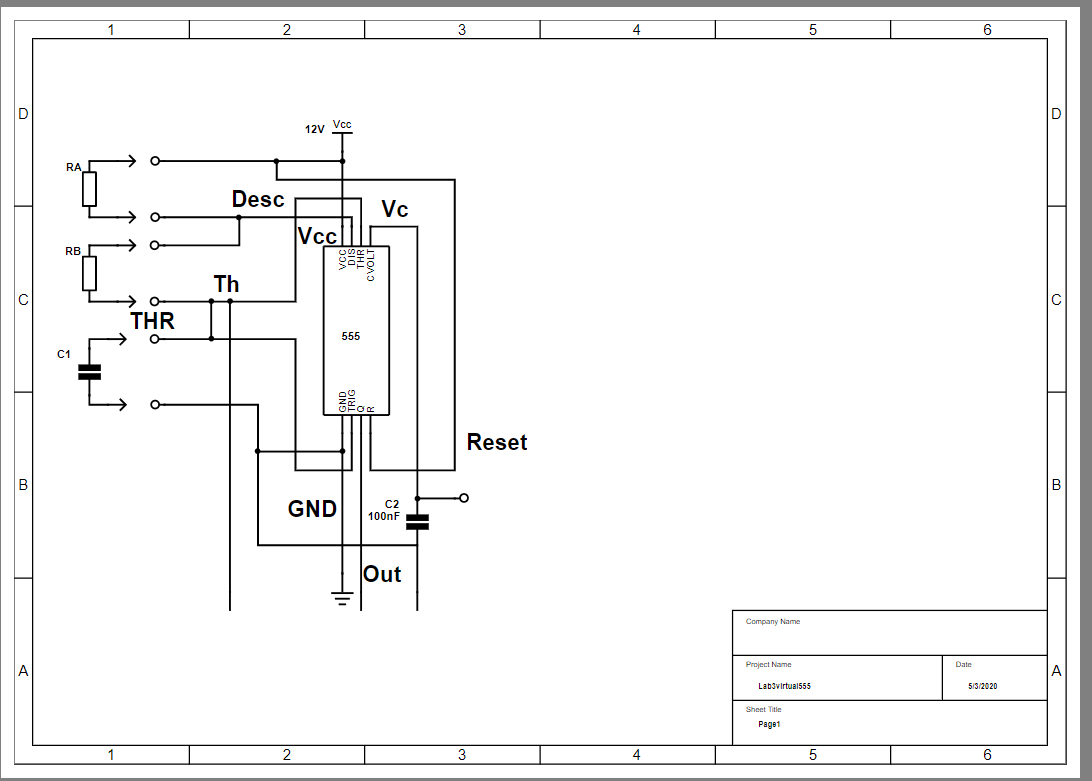 1 2 3 4 5 6
D D
12V Vcc
RA
Desc
Vc
Vcc
RB
VCC DIS THR CVOLT
Th
C C
THR
555
C1
GND TRIG Q R
Reset
B B
C2
GND
100nF
Out
Company Name
A A
Project Name Date
Lab3virtual555 5/3/2020
Sheet Title
Page1
1 2 3 4 5 6